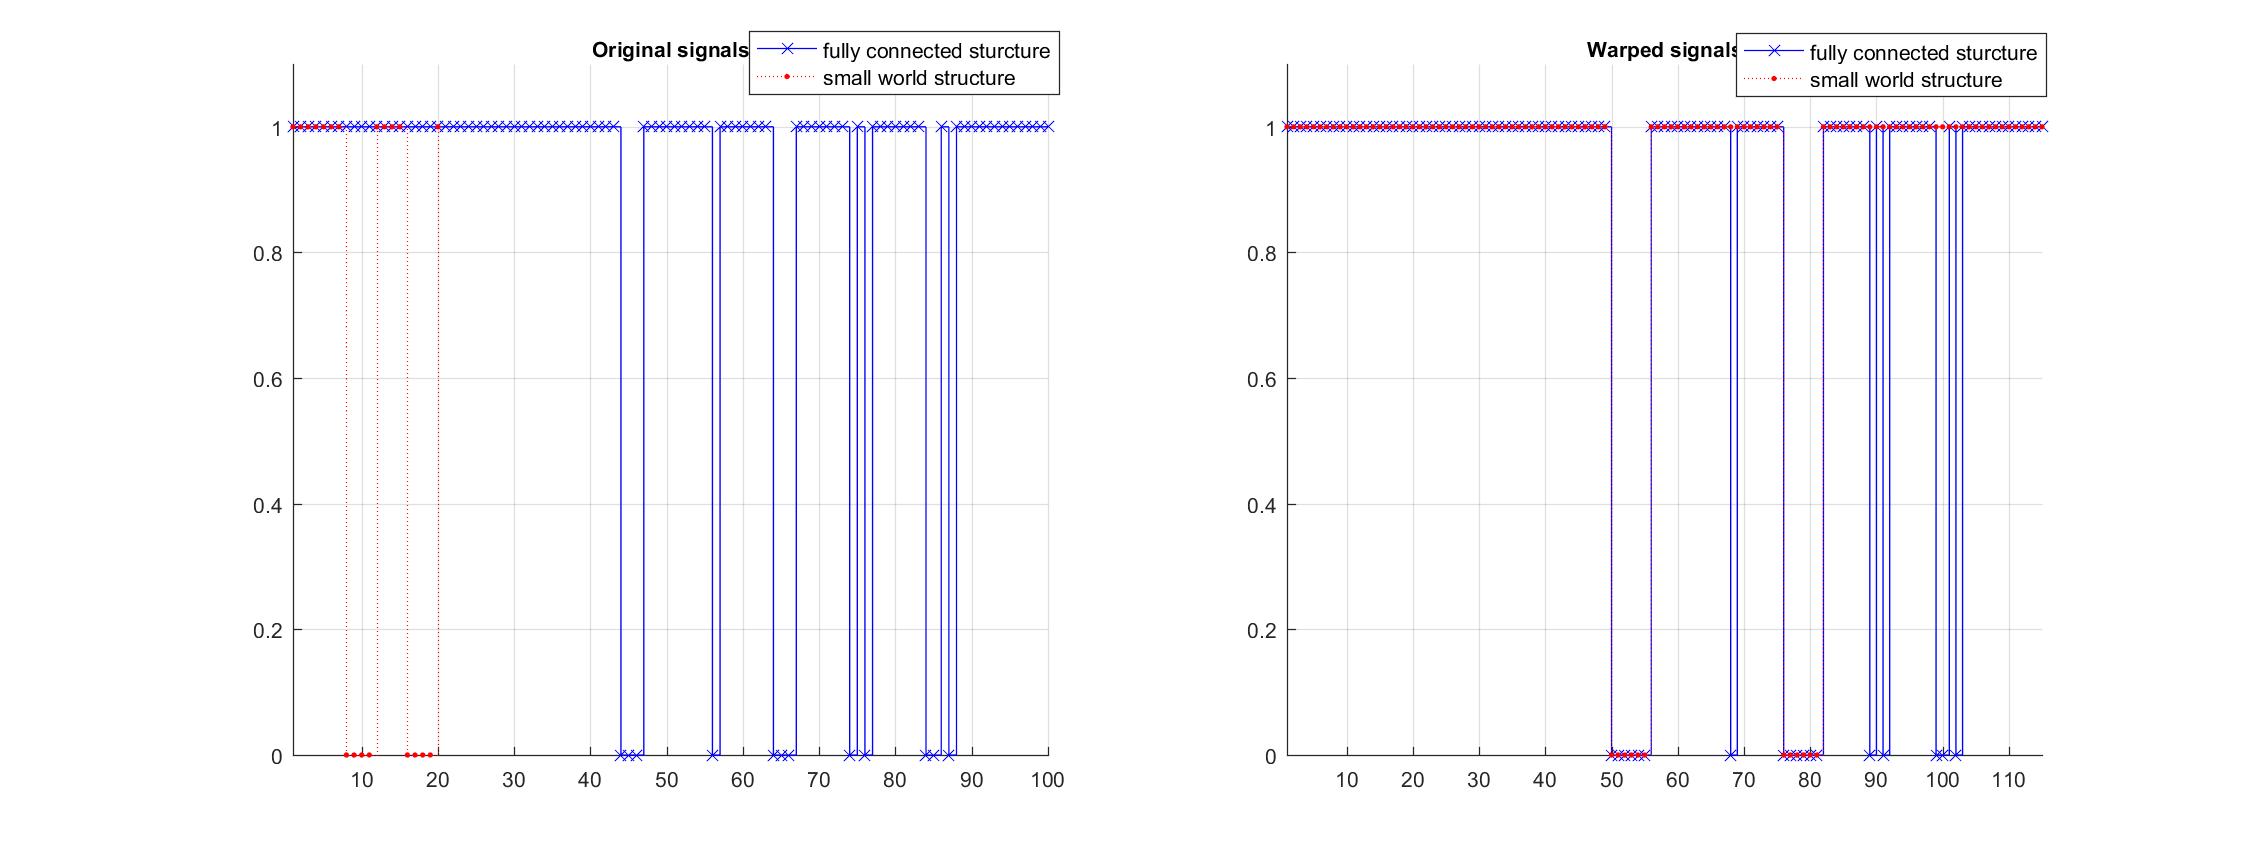 Original signals
fully connected sturcture
small world structure
1
0.8
0.6
0.4
0.2
0
10 20 30 40 50 60 70 80 90 100
Warped signals
fully connected sturcture
small world structure
1
0.8
0.6
0.4
0.2
0
10 20 30 40 50 60 70 80 90 100 110